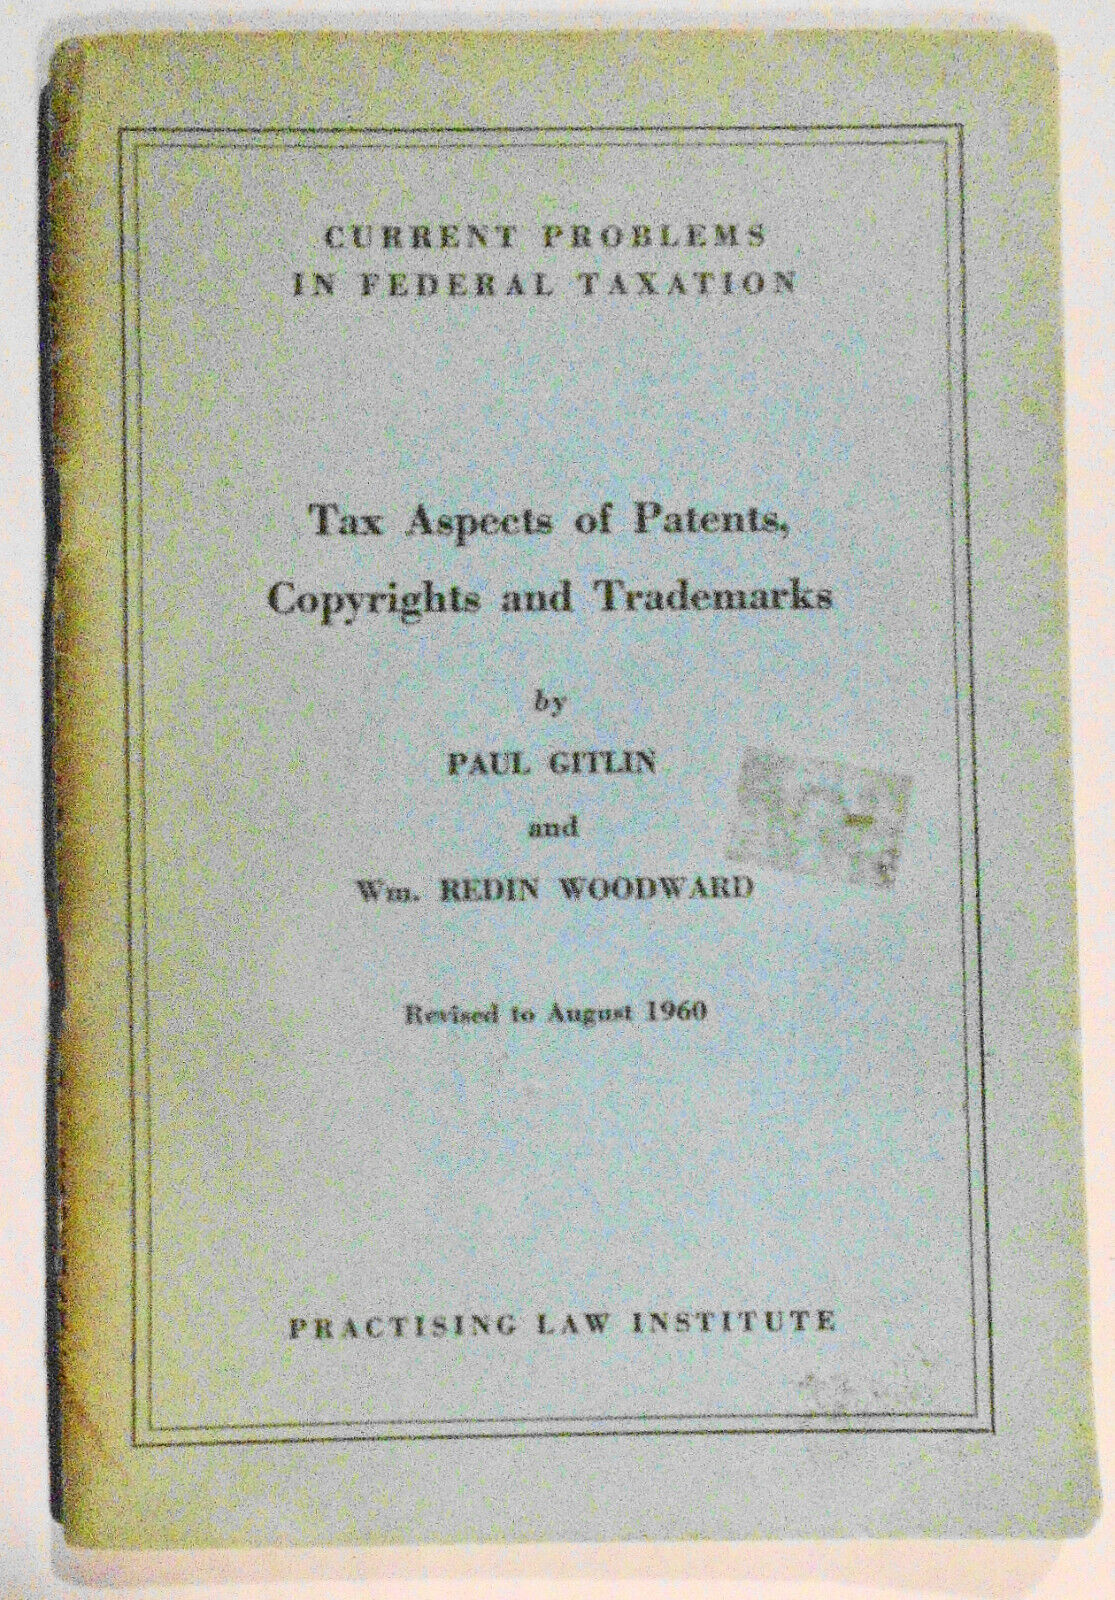 CURRENT PROBLEMS
IN FEDERAL TAXATION
Tax Aspects of Patents,
Copyrights and Trademarks
by
PAUL GITLIN
and
Wm. REDIN WOODWARD
Revised to August 1960
PRACTISING LAW INSTITUTE